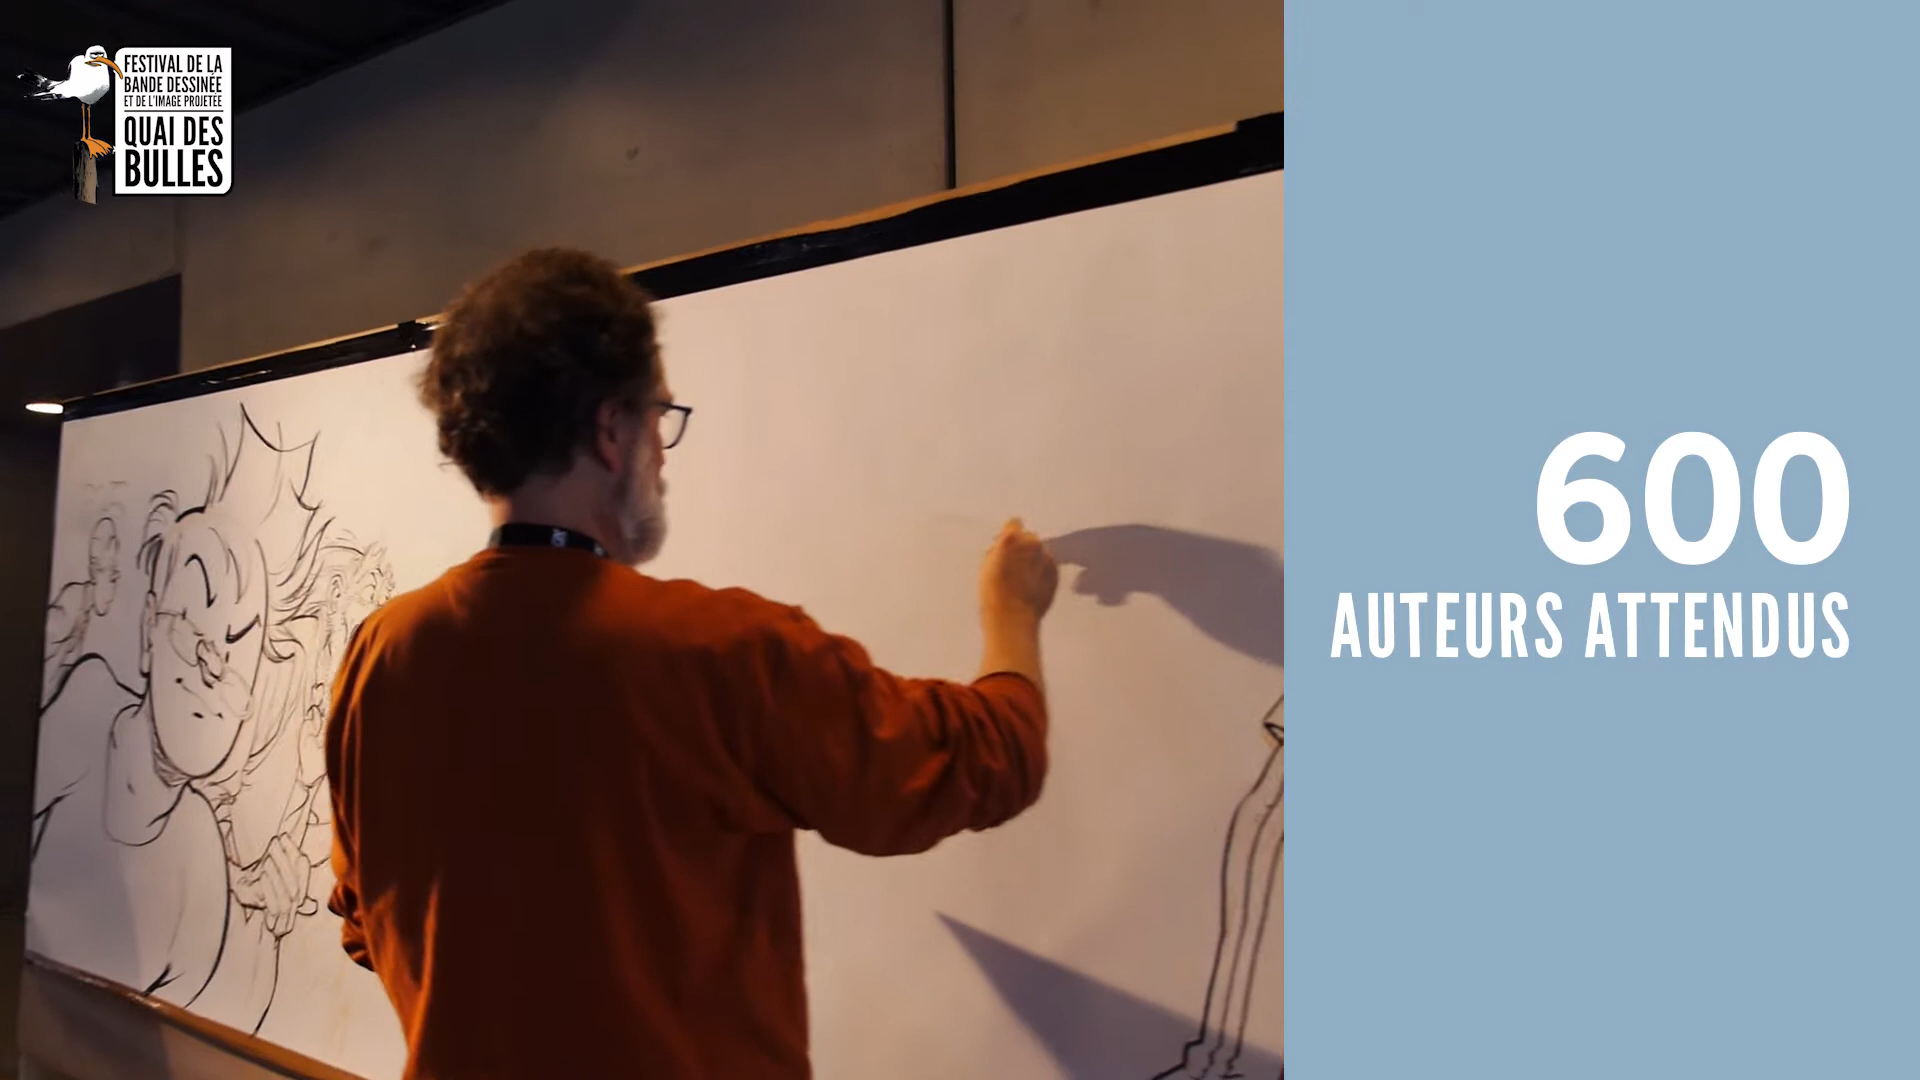 FESTIVAL DE LA
BANDE DESSINÉE
ET DE L'IMAGE PROJETÉE
QUAI DES
BULLES
600
AUTEURS ATTENDUS